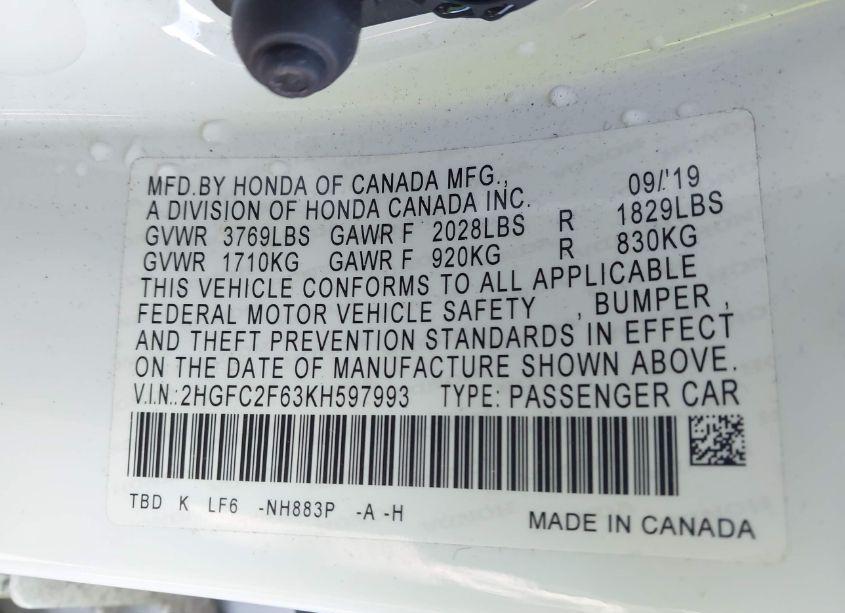 MFD.BY HONDA OF CANADA MFG., 09/'19
A DIVISION OF HONDA CANADA INC.
GVWR 3769LBS GAWR F 2028LBS R 1829LBS
GVWR 1710KG GAWR F 920KG R 830KG
THIS VEHICLE CONFORMS TO ALL APPLICABLE
FEDERAL MOTOR VEHICLE SAFETY , BUMPER ,
AND THEFT PREVENTION STANDARDS IN EFFECT
ON THE DATE OF MANUFACTURE SHOWN ABOVE.
V.I.N.:2HGFC2F63KH597993 TYPE: PASSENGER CAR
TBD K LF6 -NH883P -A -H
MADE IN CANADA